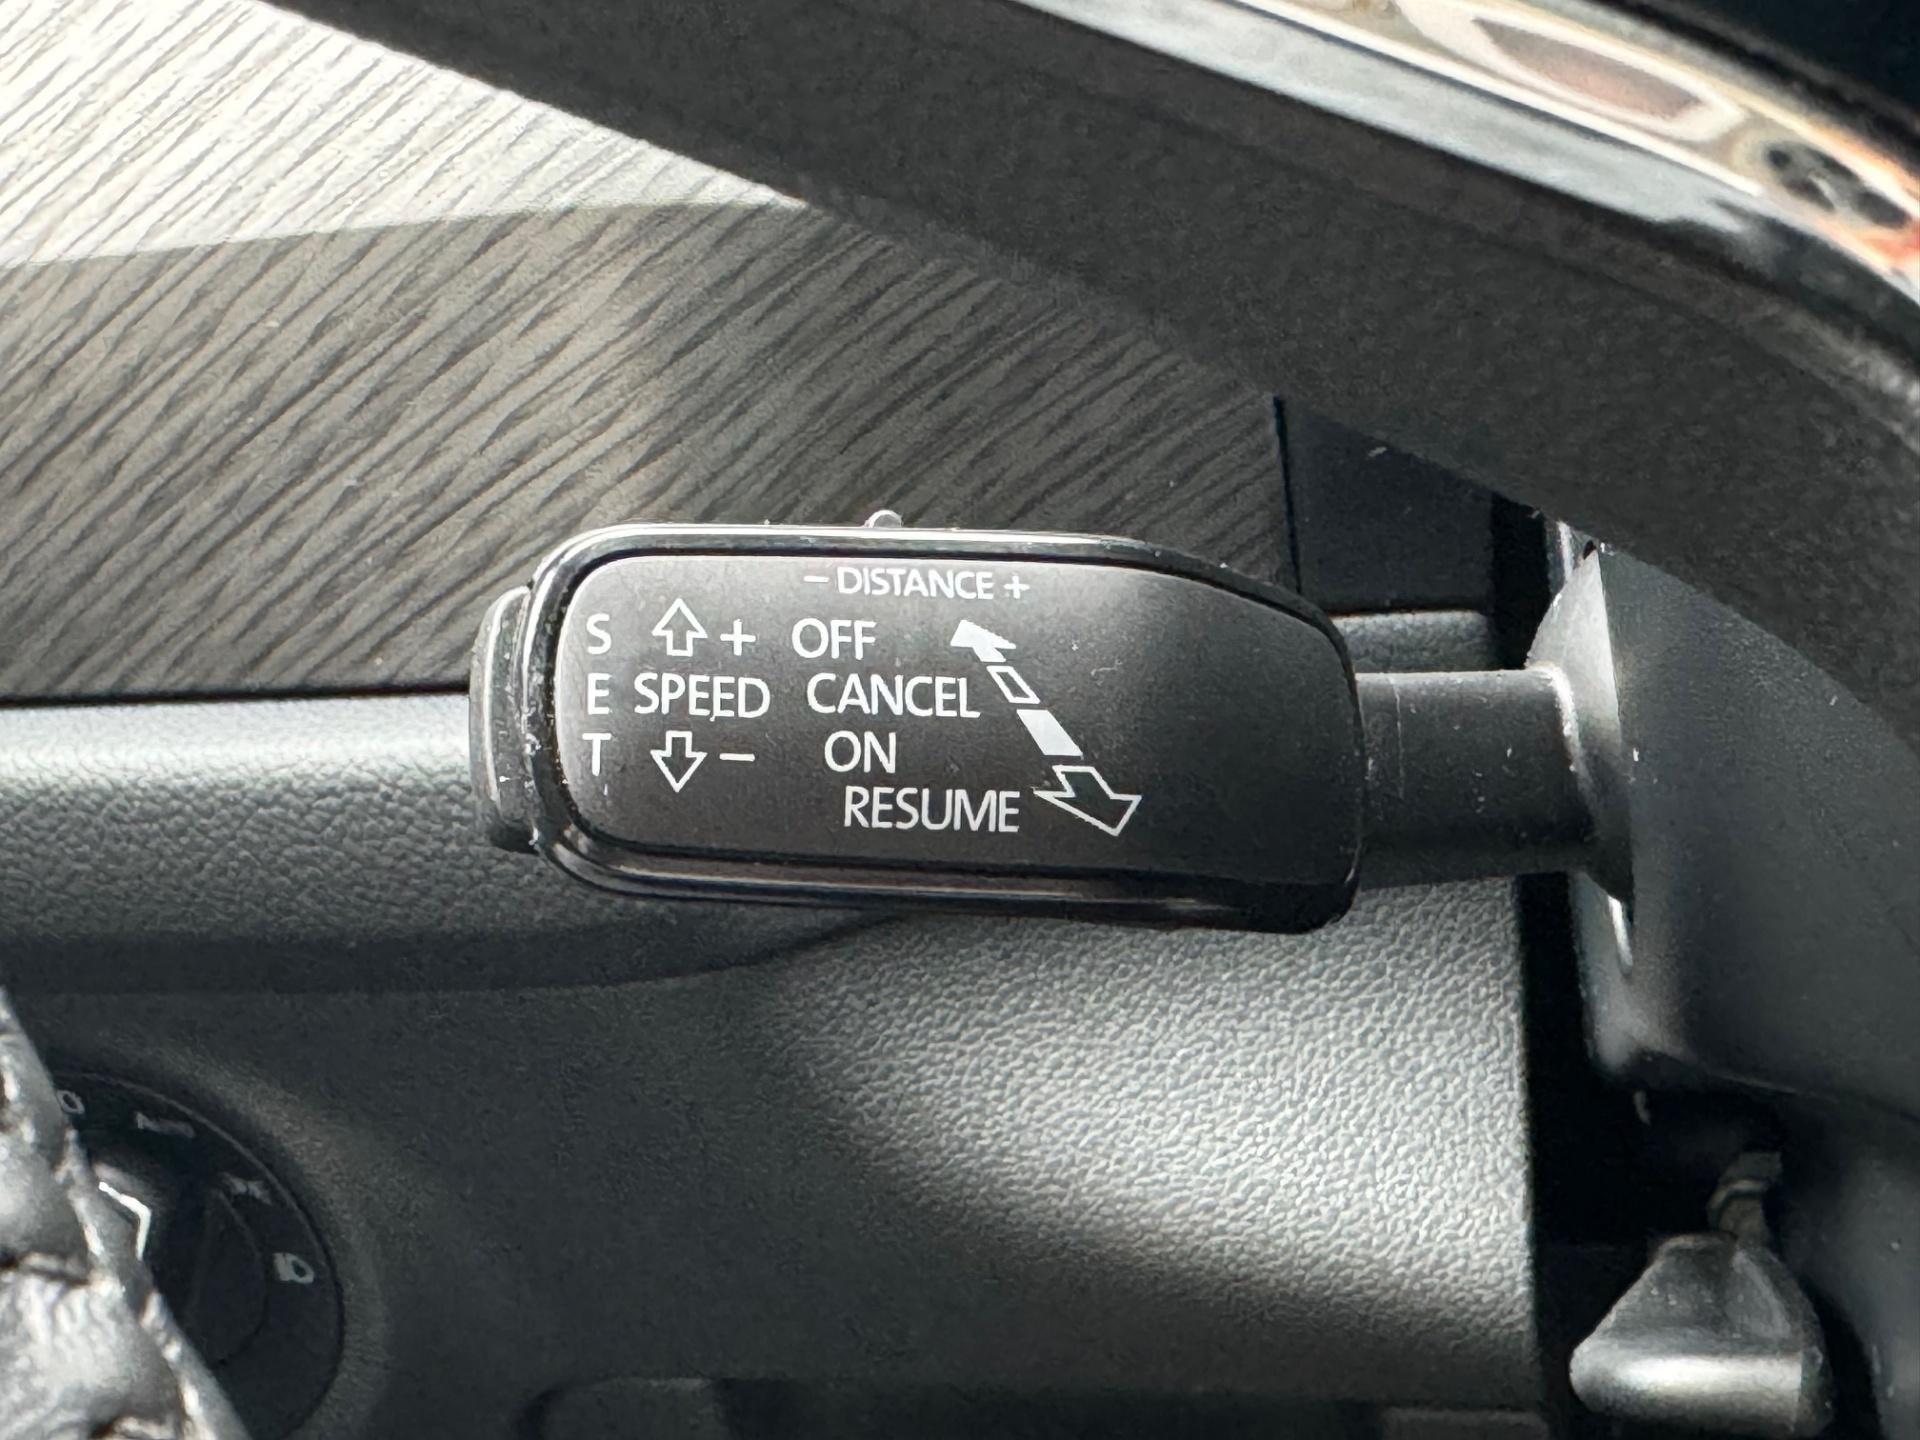 − DISTANCE +
S + OFF
E SPEED CANCEL
T − ON
RESUME